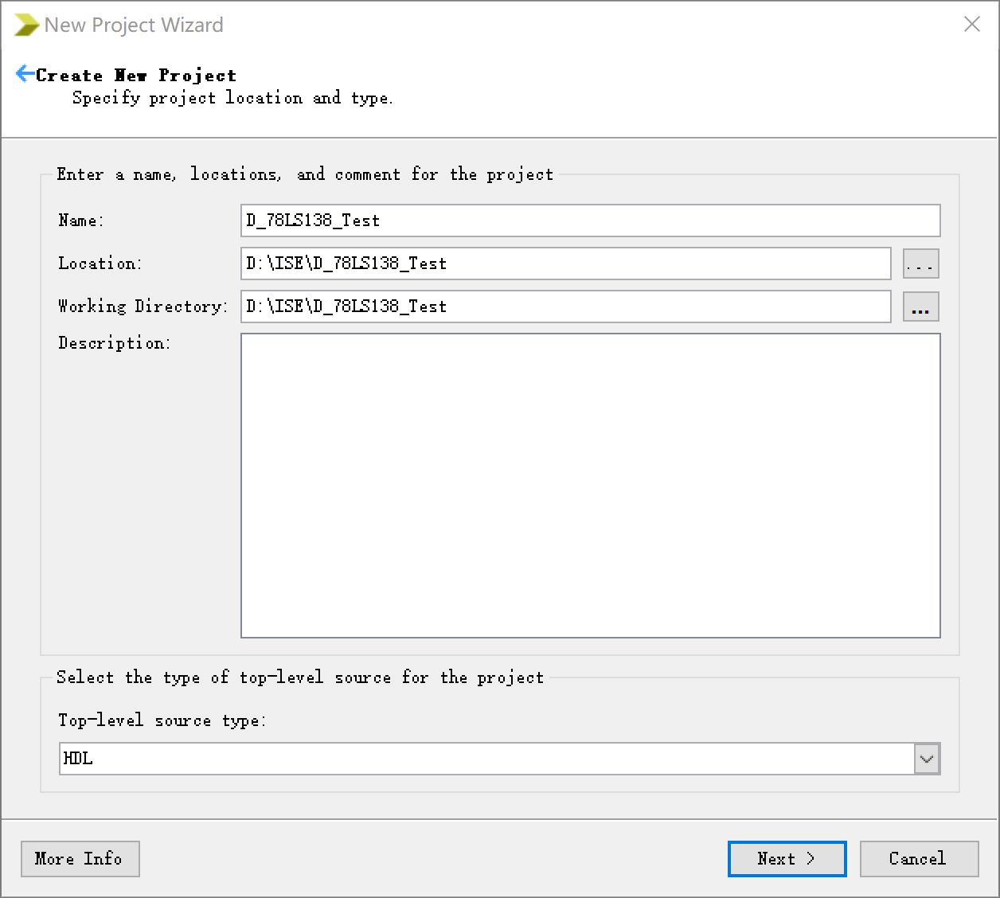 New Project Wizard
Create New Project
Specify project location and type.
Enter a name, locations, and comment for the project
Name:
D_78LS138_Test
Location:
D:\ISE\D_78LS138_Test
...
Working Directory:
D:\ISE\D_78LS138_Test
...
Description:
Select the type of top-level source for the project
Top-level source type:
HDL
More Info
Next >
Cancel